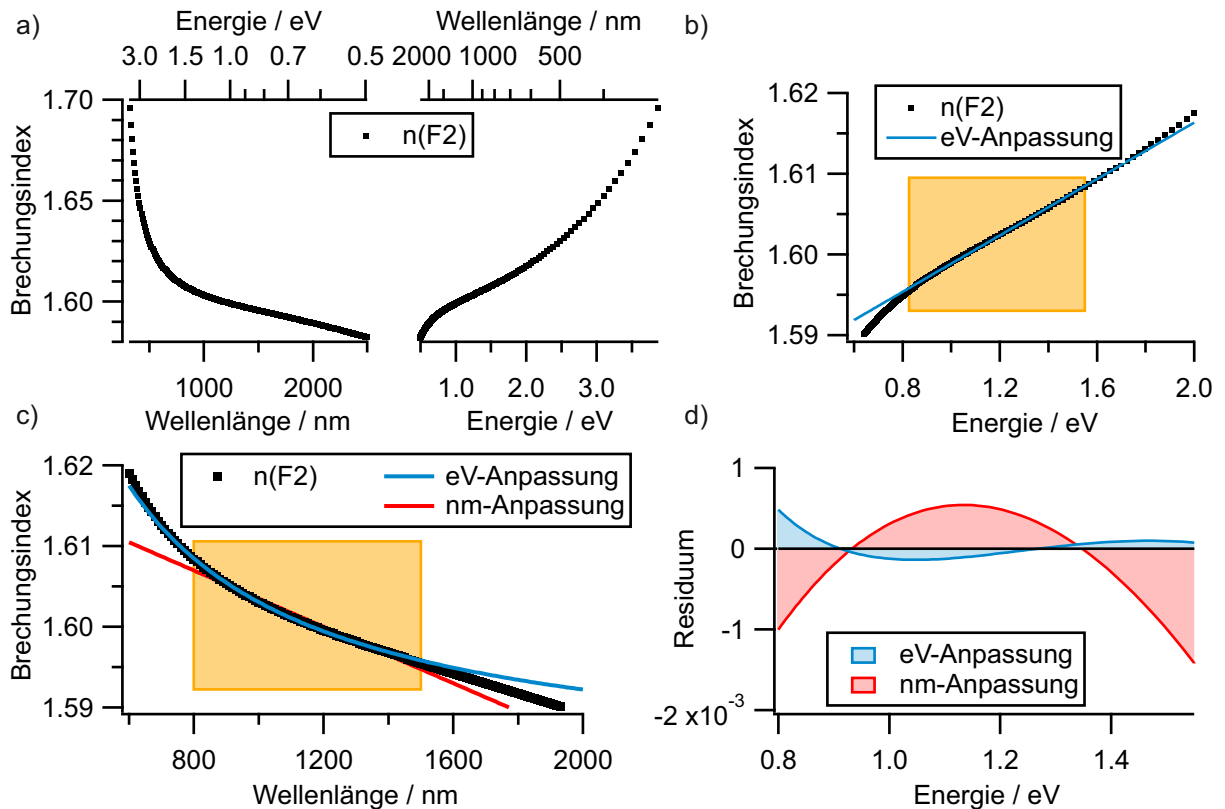 a)
Energie / eV
3.0 1.5 1.0 0.7 0.5
Wellenlänge / nm
2000 1000 500
1.70
1.65
1.60
Brechungsindex
n(F2)
1000 2000
Wellenlänge / nm
1.0 2.0 3.0
Energie / eV
b)
1.62
1.61
1.60
1.59
Brechungsindex
n(F2)
eV-Anpassung
0.8 1.2 1.6 2.0
Energie / eV
c)
1.62
1.61
1.60
1.59
Brechungsindex
n(F2)
eV-Anpassung
nm-Anpassung
800 1200 1600 2000
Wellenlänge / nm
d)
1
0
-1
-2 x10⁻³
Residuum
eV-Anpassung
nm-Anpassung
0.8 1.0 1.2 1.4
Energie / eV